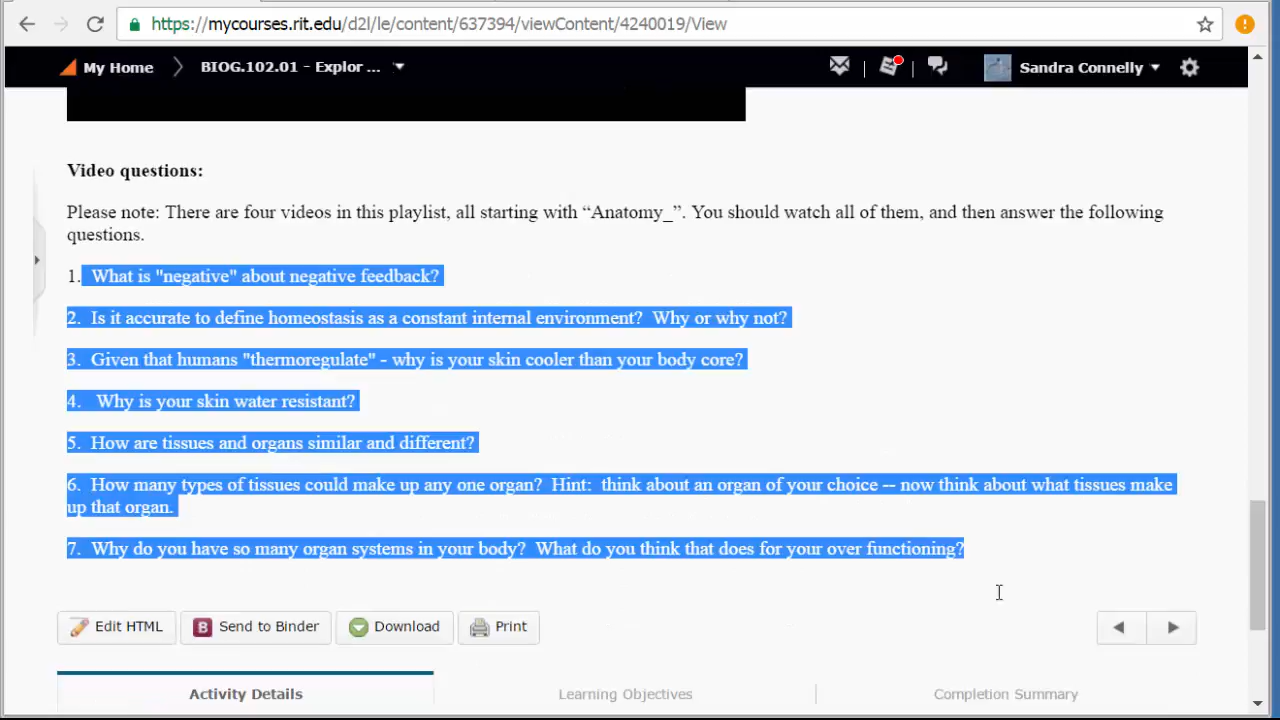 https://mycourses.rit.edu/d2l/le/content/637394/viewContent/4240019/View
My Home
BIOG.102.01 - Explor ...
Sandra Connelly
Video questions:
Please note: There are four videos in this playlist, all starting with “Anatomy_”. You should watch all of them, and then answer the following
questions.
1. What is "negative" about negative feedback?
2. Is it accurate to define homeostasis as a constant internal environment? Why or why not?
3. Given that humans "thermoregulate" - why is your skin cooler than your body core?
4. Why is your skin water resistant?
5. How are tissues and organs similar and different?
6. How many types of tissues could make up any one organ? Hint: think about an organ of your choice -- now think about what tissues make
up that organ.
7. Why do you have so many organ systems in your body? What do you think that does for your over functioning?
Edit HTML
B Send to Binder
Download
Print
Activity Details
Learning Objectives
Completion Summary